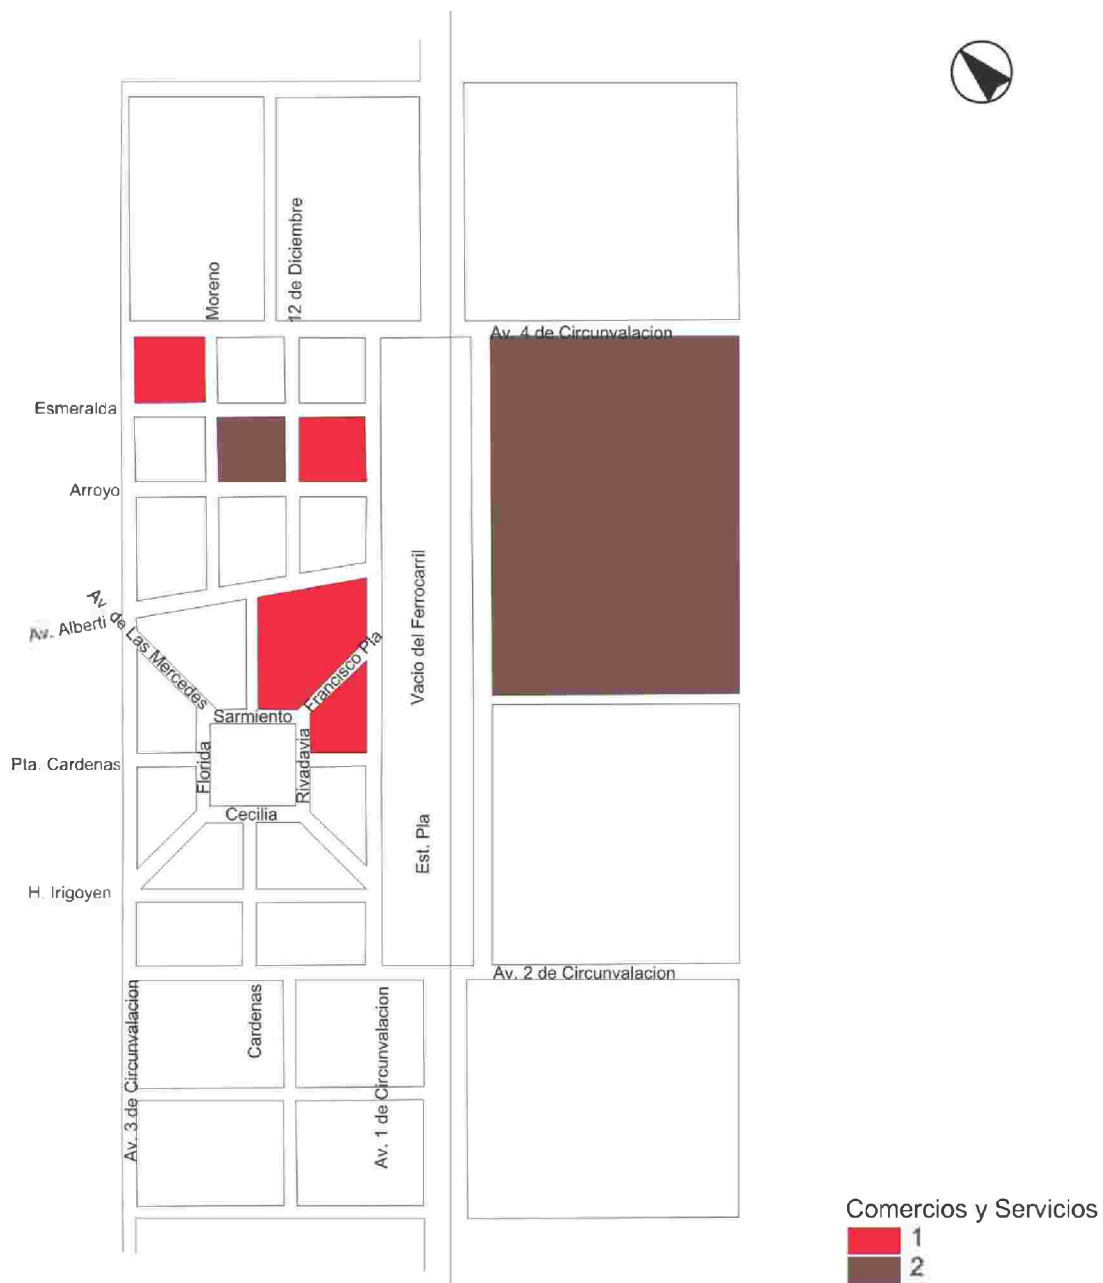 Moreno
12 de Diciembre
Av. 4 de Circunvalacion
Esmeralda
Arroyo
Av. de Las Mercedes
Av. Alberti
Francisco Pla
Vacio del Ferrocarril
Sarmiento
Florida
Rivadavia
Pta. Cardenas
Cecilia
Est. Pla
H. Irigoyen
Av. 2 de Circunvalacion
Av. 3 de Circunvalacion
Cardenas
Av. 1 de Circunvalacion
Comercios y Servicios
1
2